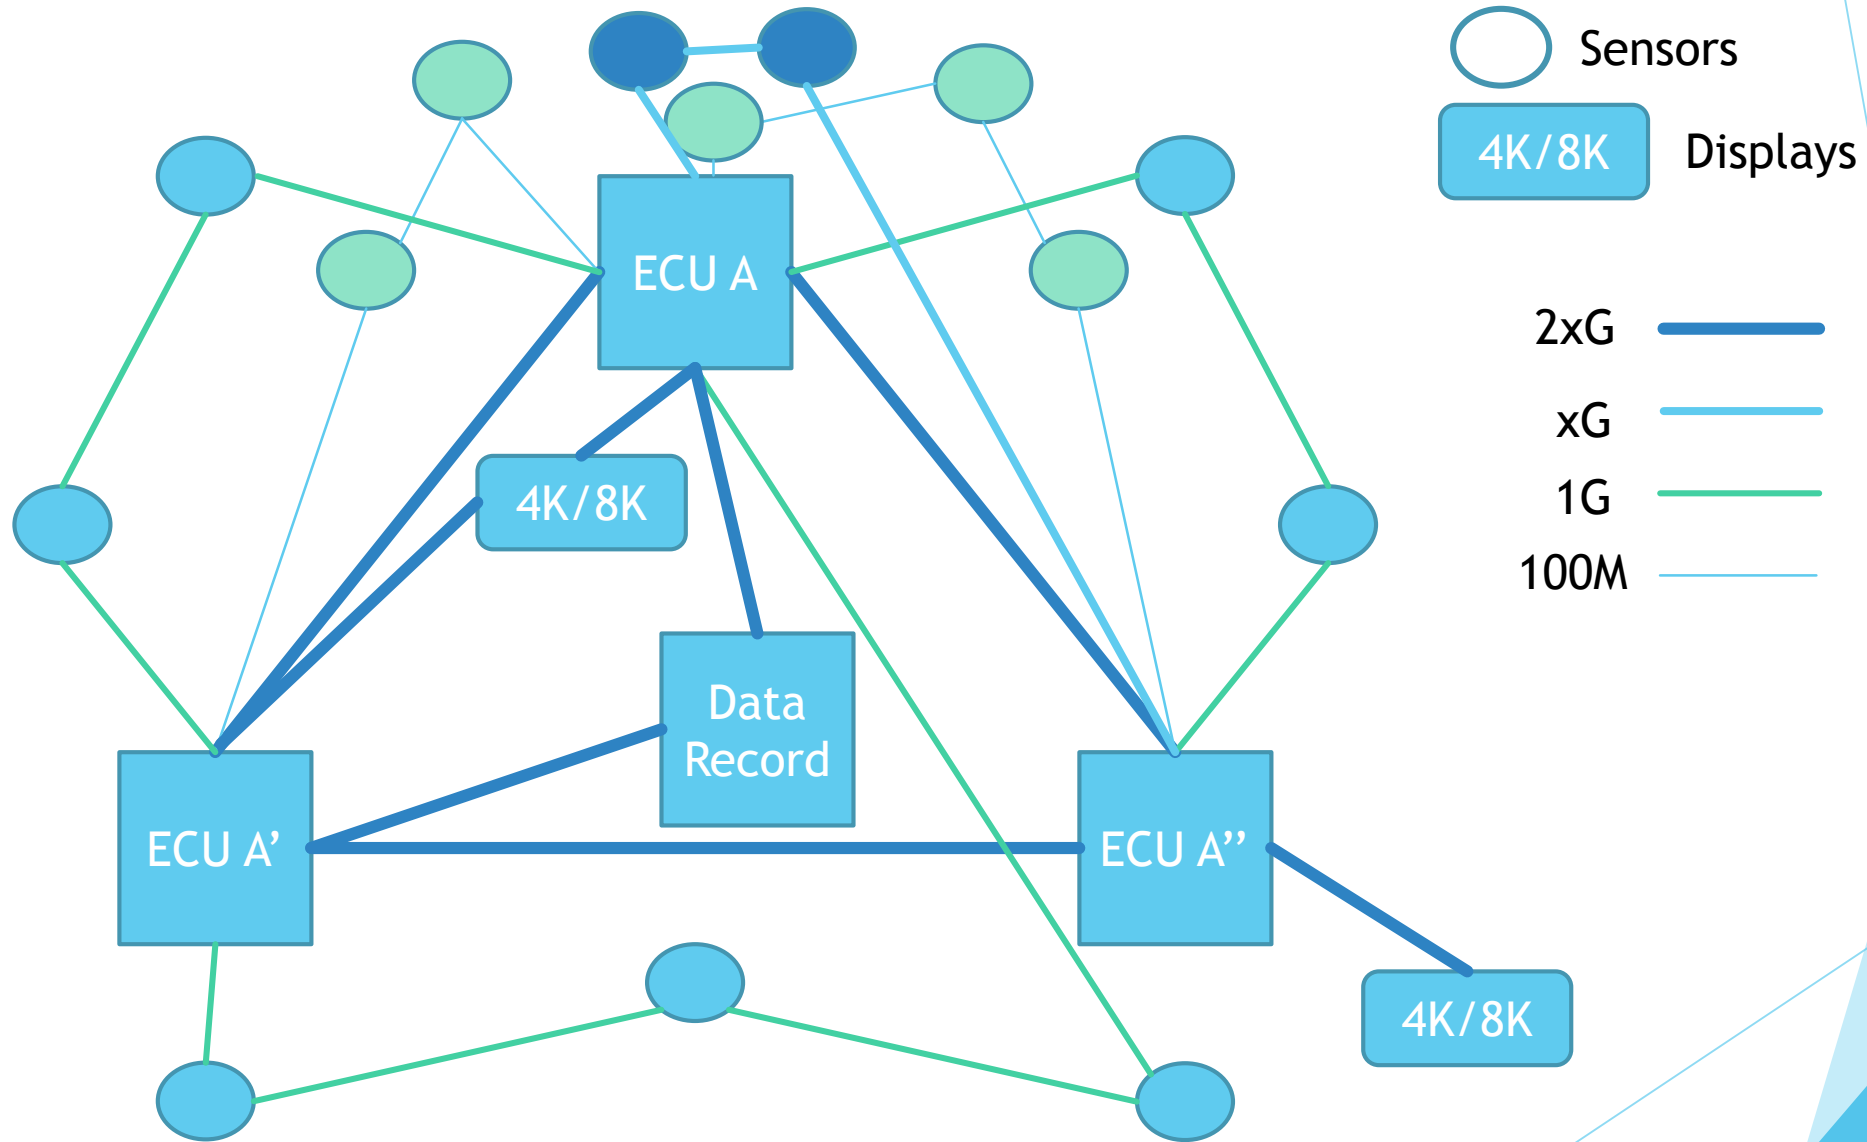 Sensors
4K/8K
Displays
ECU A
2xG
xG
1G
100M
4K/8K
Data
Record
ECU A’
ECU A’’
4K/8K